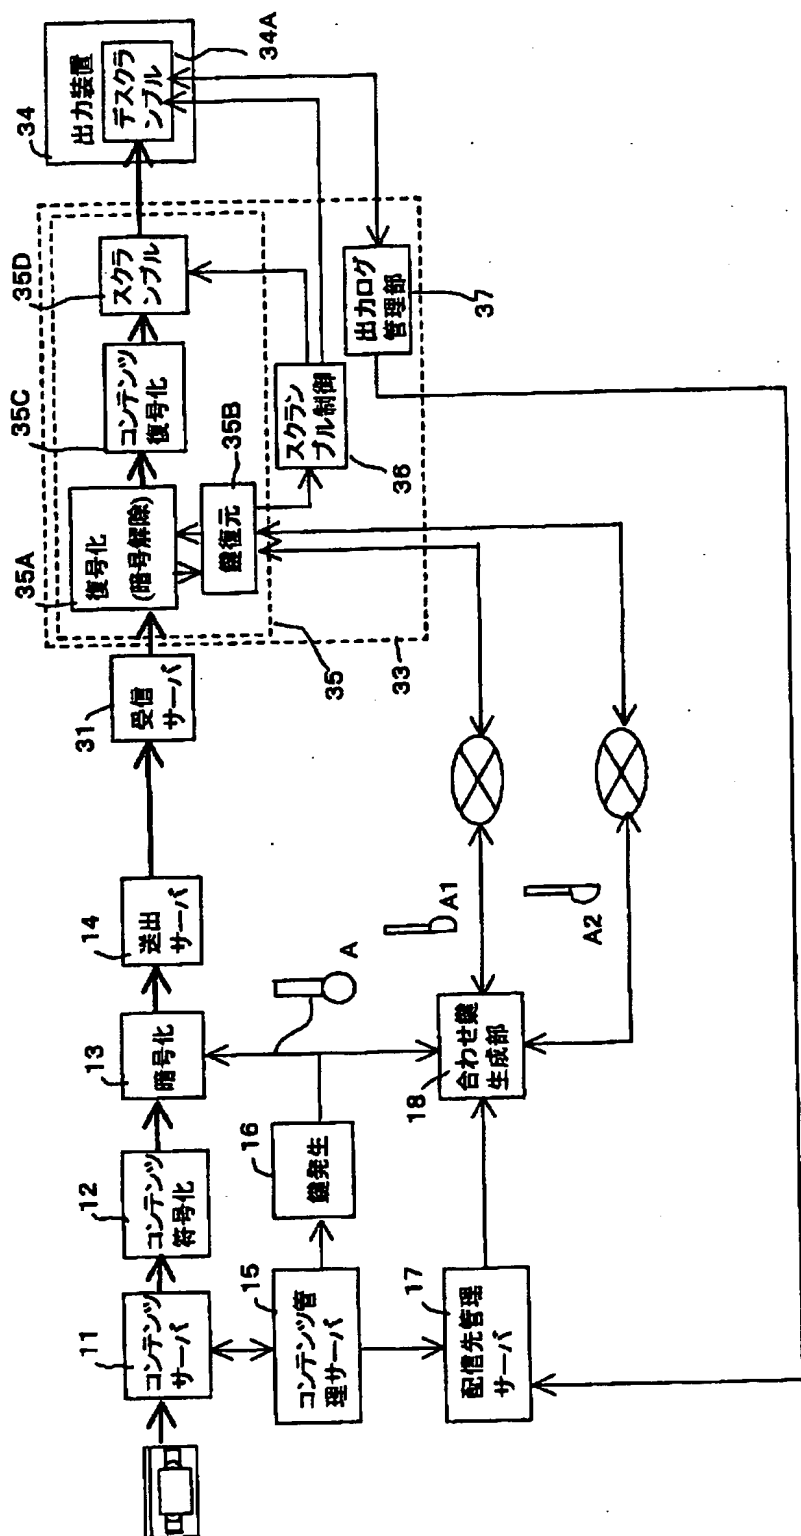 11
コンテンツ
サーバ
12
コンテンツ
符号化
13
暗号化
14
送出
サーバ
31
受信
サーバ
35A
復号化
(暗号解除)
35C
コンテンツ
復号化
35D
スクラ
ンブル
34
出力装置
デスクラ
ンブル
34A
35B
鍵復元
スクラン
ブル制御
36
出力ログ
管理部
37
35
33
15
コンテンツ管
理サーバ
16
鍵発生
A
17
配信先管理
サーバ
18
合わせ鍵
生成部
A1
A2